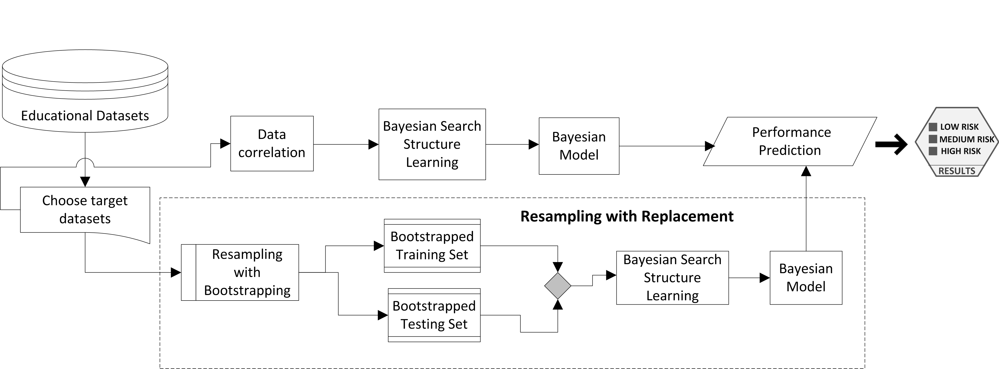 Educational Datasets
Data
correlation
Bayesian Search
Structure
Learning
Bayesian
Model
Performance
Prediction
LOW RISK
MEDIUM RISK
HIGH RISK
RESULTS
Choose target
datasets
Resampling with Replacement
Resampling
with
Bootstrapping
Bootstrapped
Training Set
Bootstrapped
Testing Set
Bayesian Search
Structure
Learning
Bayesian
Model